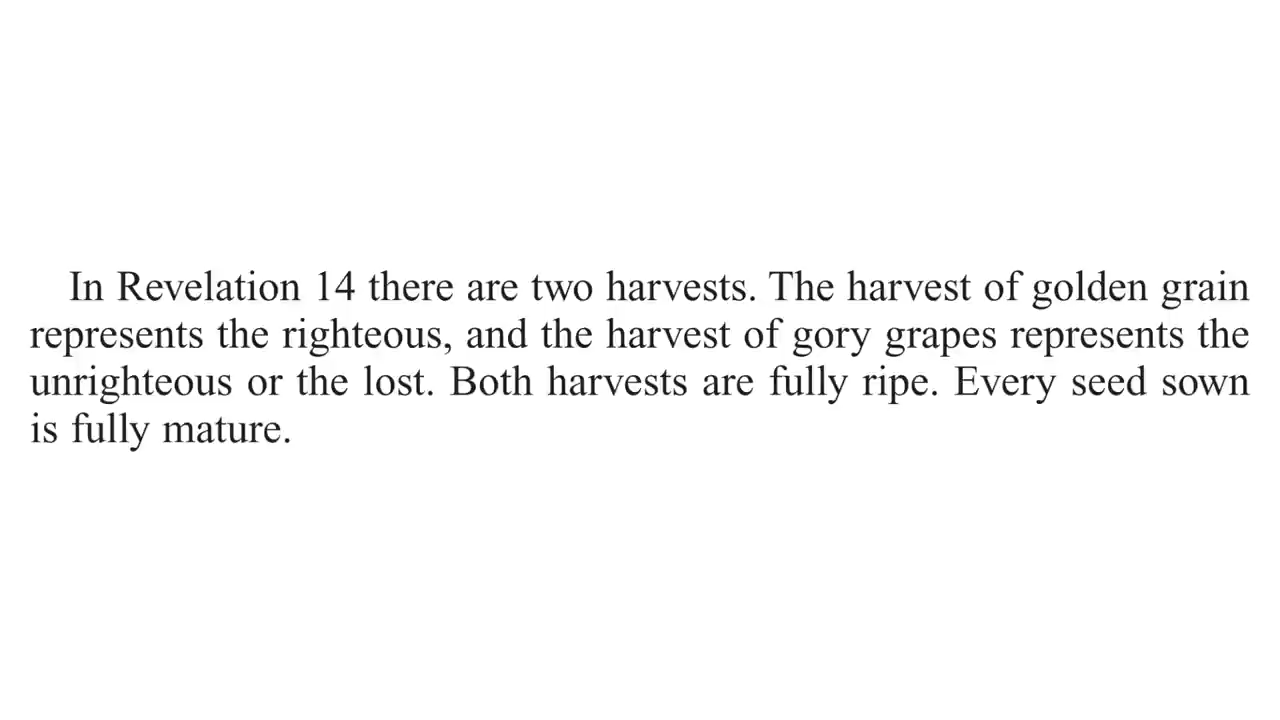 In Revelation 14 there are two harvests. The harvest of golden grain
represents the righteous, and the harvest of gory grapes represents the
unrighteous or the lost. Both harvests are fully ripe. Every seed sown
is fully mature.